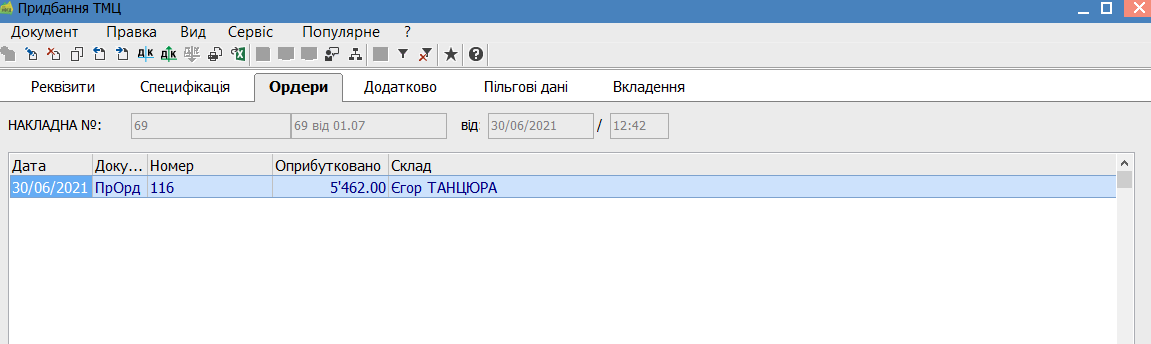 Придбання ТМЦ
Документ Правка Вид Сервіс Популярне ?
Реквізити Специфікація Ордери Додатково Пільгові дані Вкладення
НАКЛАДНА №: 69 69 від 01.07 від: 30/06/2021 / 12:42
Дата Доку... Номер Оприбутковано Склад
30/06/2021 ПрОрд 116 5'462.00 Єгор ТАНЦЮРА